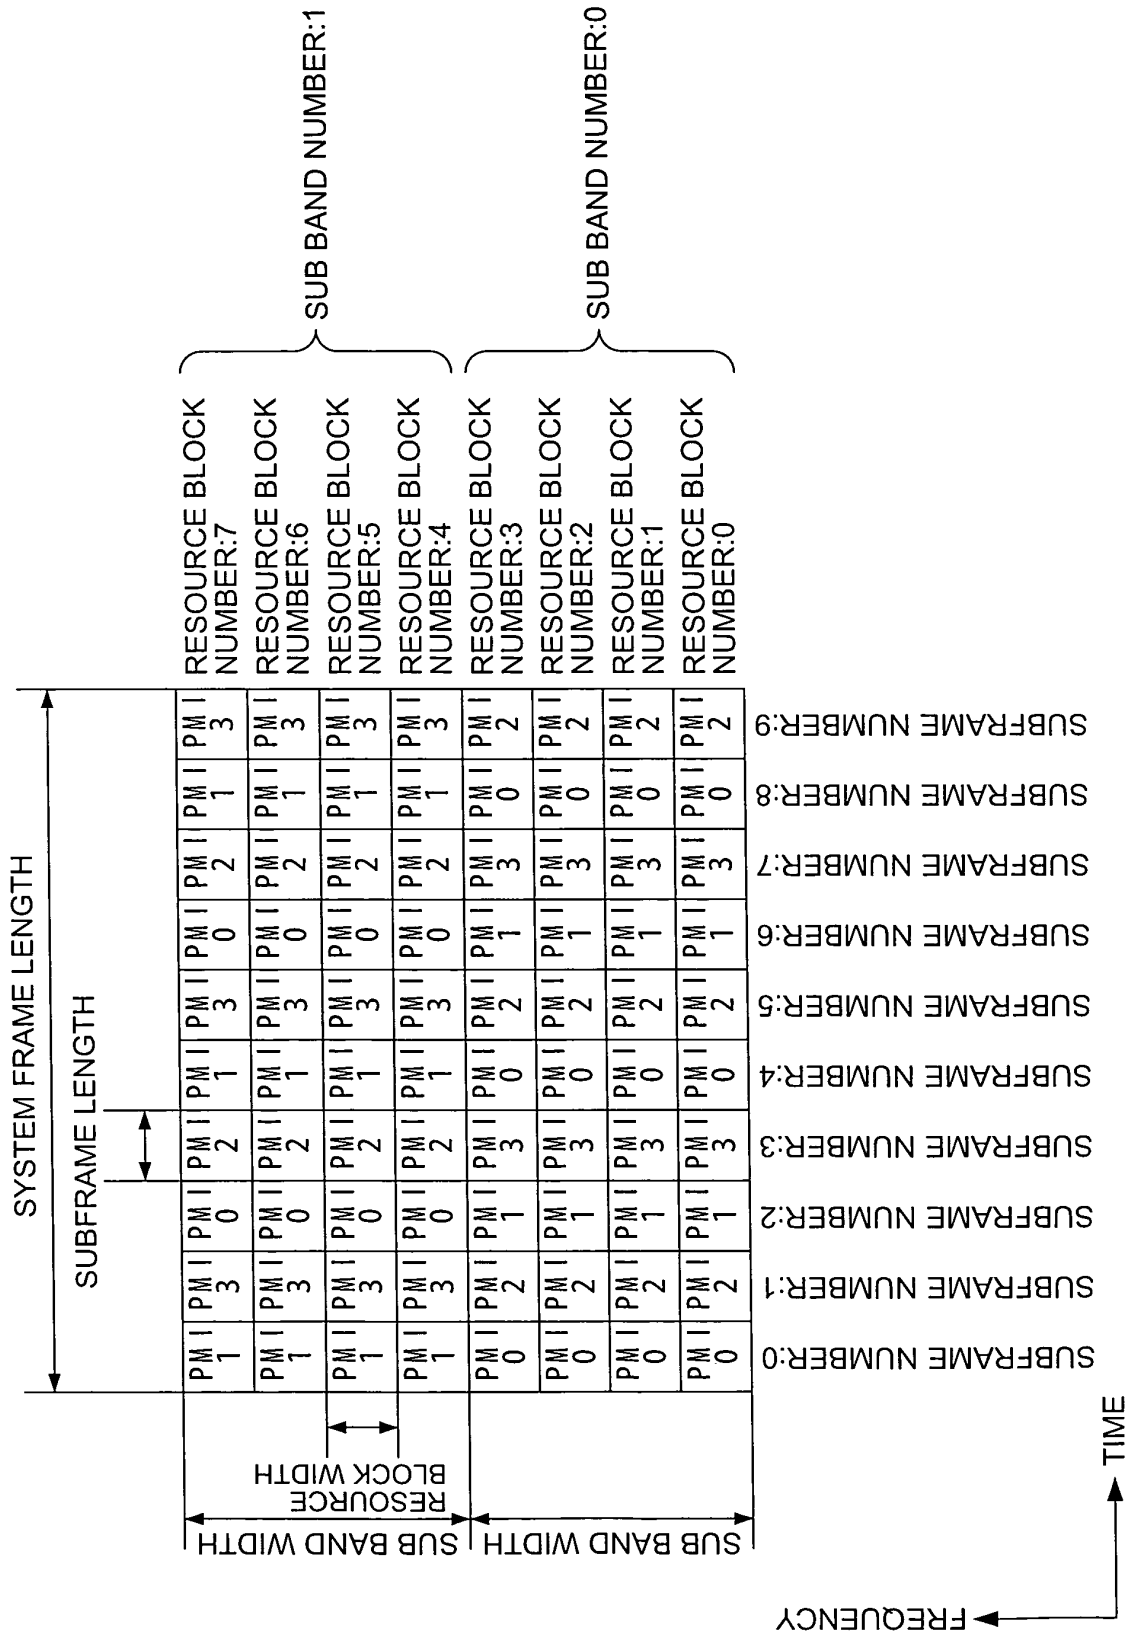 SYSTEM FRAME LENGTH
SUBFRAME LENGTH
SUB BAND WIDTH
SUB BAND WIDTH
RESOURCE
BLOCK WIDTH
PMI PMI PMI PMI PMI PMI PMI PMI PMI PMI RESOURCE BLOCK
1 3 0 2 1 3 0 2 1 3 NUMBER:7
PMI PMI PMI PMI PMI PMI PMI PMI PMI PMI RESOURCE BLOCK
1 3 0 2 1 3 0 2 1 3 NUMBER:6
PMI PMI PMI PMI PMI PMI PMI PMI PMI PMI RESOURCE BLOCK
1 3 0 2 1 3 0 2 1 3 NUMBER:5
PMI PMI PMI PMI PMI PMI PMI PMI PMI PMI RESOURCE BLOCK
1 3 0 2 1 3 0 2 1 3 NUMBER:4
PMI PMI PMI PMI PMI PMI PMI PMI PMI PMI RESOURCE BLOCK
0 2 1 3 0 2 1 3 0 2 NUMBER:3
PMI PMI PMI PMI PMI PMI PMI PMI PMI PMI RESOURCE BLOCK
0 2 1 3 0 2 1 3 0 2 NUMBER:2
PMI PMI PMI PMI PMI PMI PMI PMI PMI PMI RESOURCE BLOCK
0 2 1 3 0 2 1 3 0 2 NUMBER:1
PMI PMI PMI PMI PMI PMI PMI PMI PMI PMI RESOURCE BLOCK
0 2 1 3 0 2 1 3 0 2 NUMBER:0
SUB BAND NUMBER:1
SUB BAND NUMBER:0
SUBFRAME NUMBER:0
SUBFRAME NUMBER:1
SUBFRAME NUMBER:2
SUBFRAME NUMBER:3
SUBFRAME NUMBER:4
SUBFRAME NUMBER:5
SUBFRAME NUMBER:6
SUBFRAME NUMBER:7
SUBFRAME NUMBER:8
SUBFRAME NUMBER:9
FREQUENCY
TIME